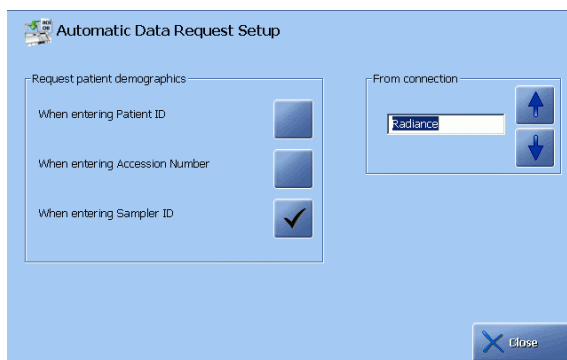 Automatic Data Request Setup
Request patient demographics
When entering Patient ID
When entering Accession Number
When entering Sampler ID
From connection
Radiance
Close